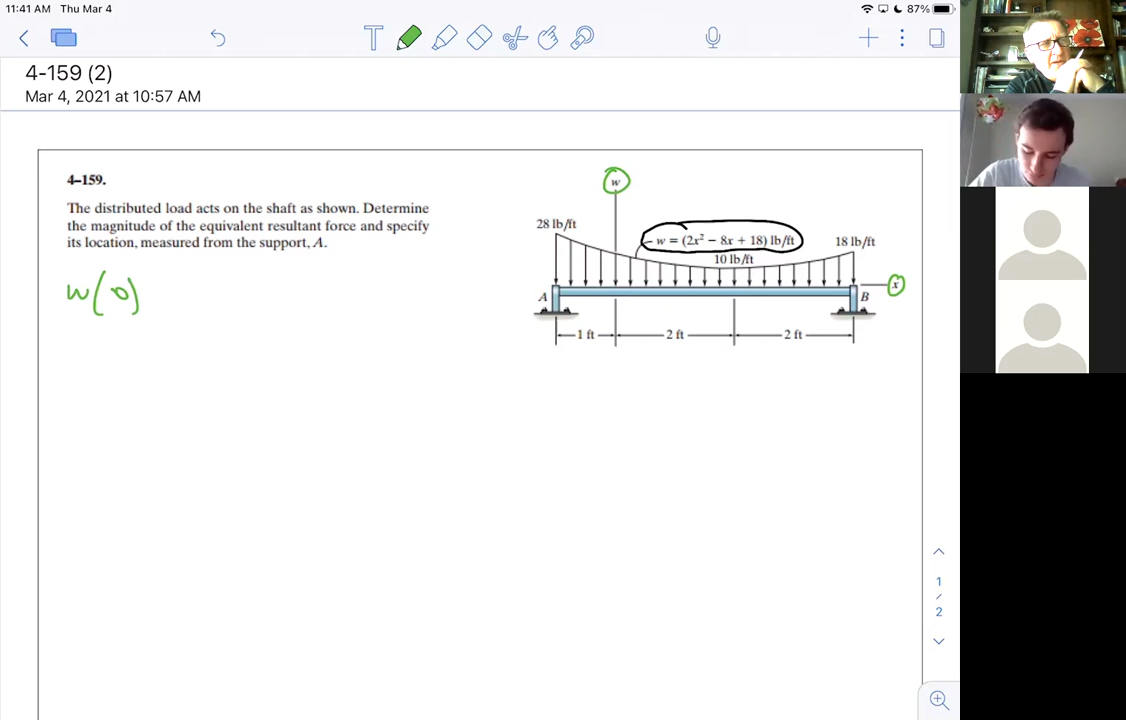 11:41 AM Thu Mar 4
87%
4-159 (2)
Mar 4, 2021 at 10:57 AM
4–159.
The distributed load acts on the shaft as shown. Determine
the magnitude of the equivalent resultant force and specify
its location, measured from the support, A.
w(0)
w
28 lb/ft
w = (2x² − 8x + 18) lb/ft
18 lb/ft
10 lb/ft
x
A
B
1 ft
2 ft
2 ft
1
/
2